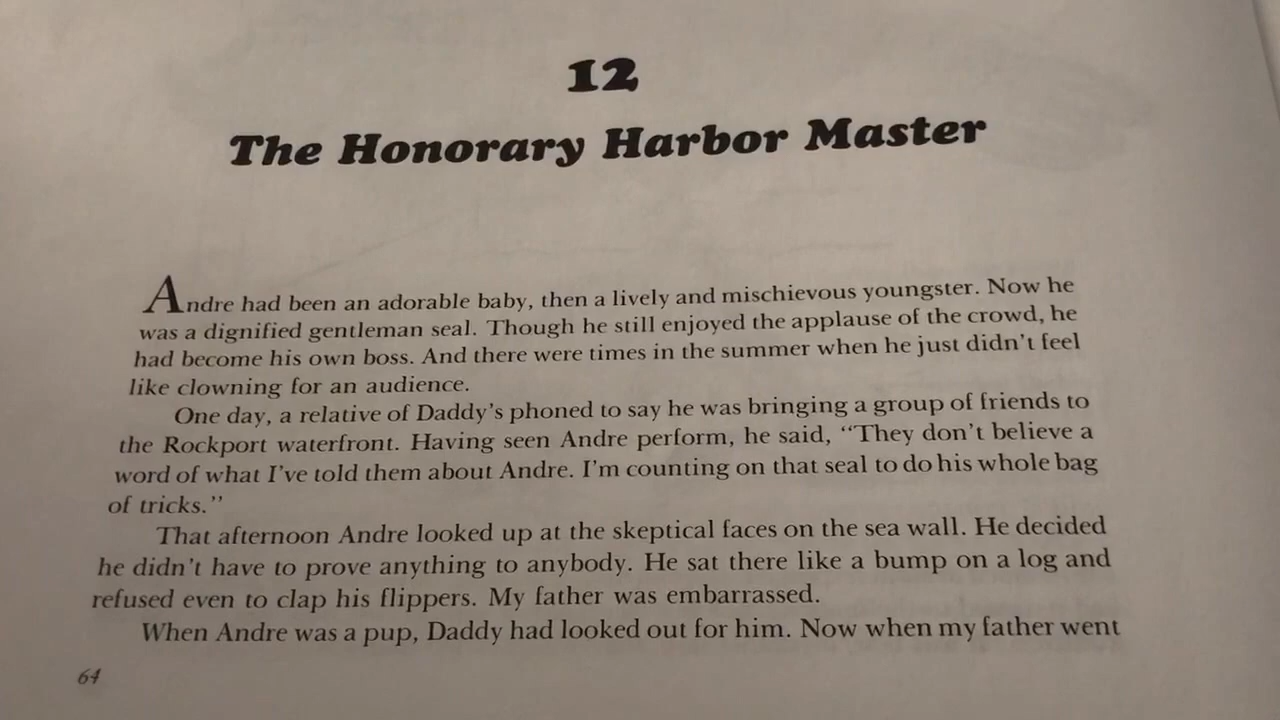 12
The Honorary Harbor Master
Andre had been an adorable baby, then a lively and mischievous youngster. Now he
was a dignified gentleman seal. Though he still enjoyed the applause of the crowd, he
had become his own boss. And there were times in the summer when he just didn't feel
like clowning for an audience.
One day, a relative of Daddy's phoned to say he was bringing a group of friends to
the Rockport waterfront. Having seen Andre perform, he said, “They don't believe a
word of what I've told them about Andre. I'm counting on that seal to do his whole bag
of tricks.”
That afternoon Andre looked up at the skeptical faces on the sea wall. He decided
he didn't have to prove anything to anybody. He sat there like a bump on a log and
refused even to clap his flippers. My father was embarrassed.
When Andre was a pup, Daddy had looked out for him. Now when my father went
64